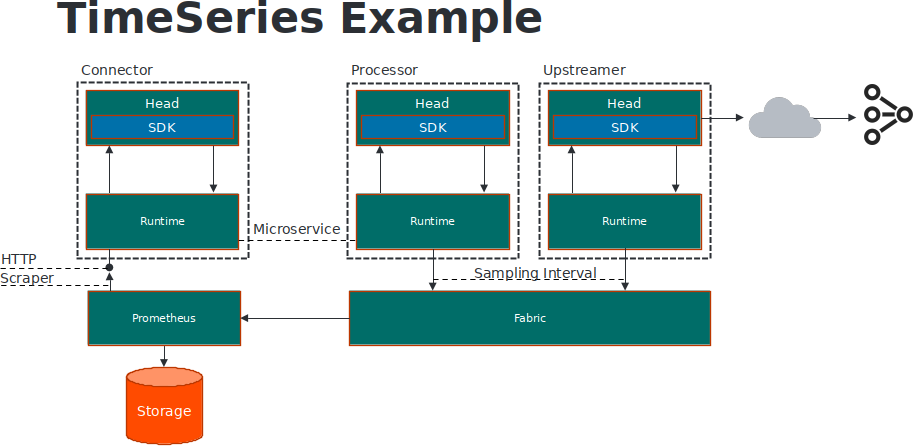 TimeSeries Example
Connector
Processor
Upstreamer
Head
SDK
Head
SDK
Head
SDK
Runtime
Microservice
Runtime
Runtime
HTTP
Scraper
Sampling Interval
Prometheus
Fabric
Storage